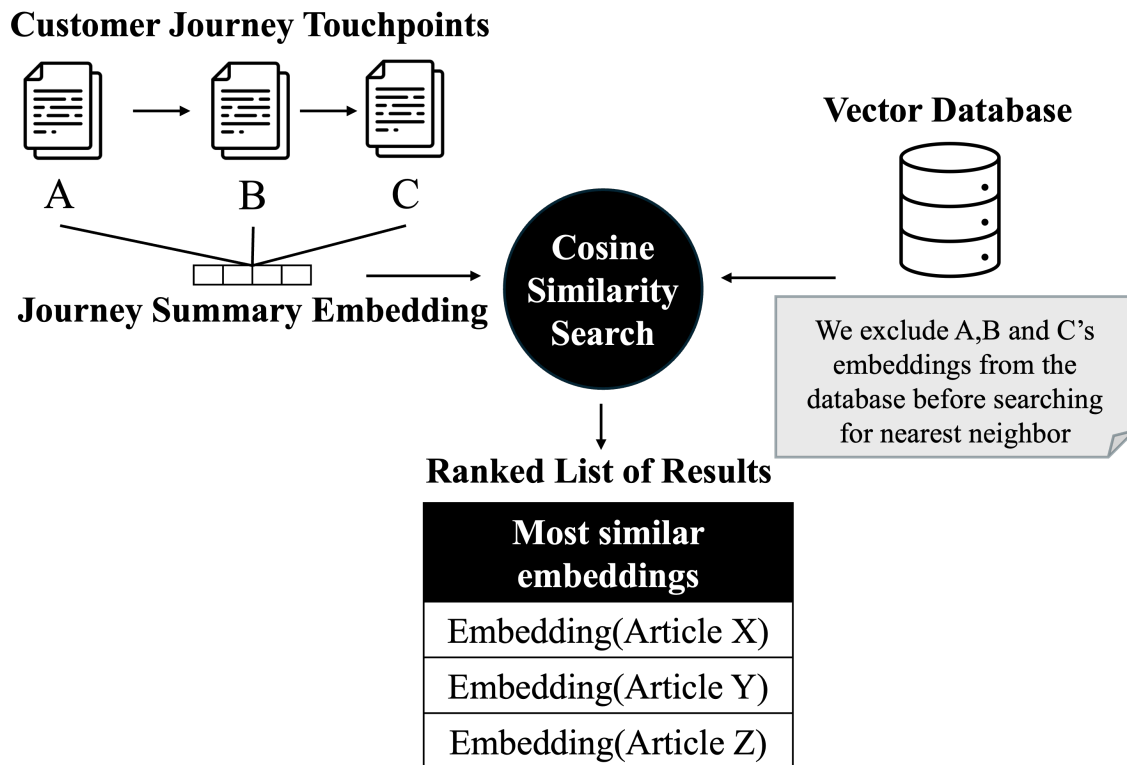 Customer Journey Touchpoints
A
B
C
Journey Summary Embedding
Cosine
Similarity
Search
Vector Database
We exclude A,B and C’s
embeddings from the
database before searching
for nearest neighbor
Ranked List of Results
Most similar
embeddings
Embedding(Article X)
Embedding(Article Y)
Embedding(Article Z)